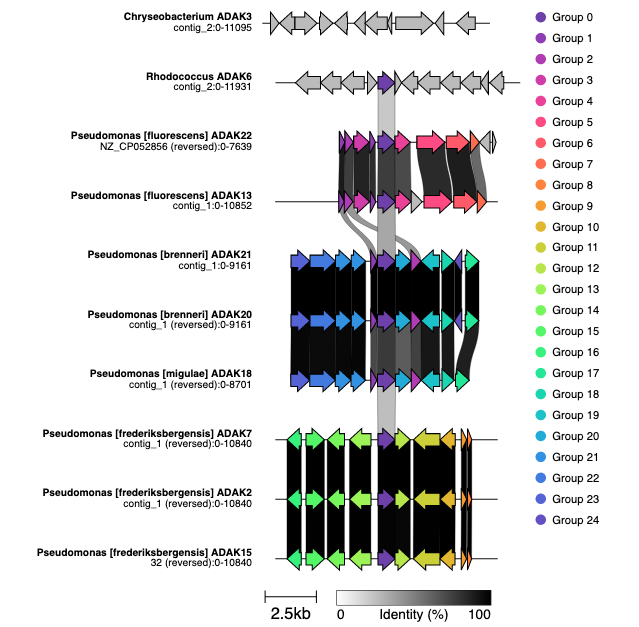 Chryseobacterium ADAK3
contig_2:0-11095
Rhodococcus ADAK6
contig_2:0-11931
Pseudomonas [fluorescens] ADAK22
NZ_CP052856 (reversed):0-7639
Pseudomonas [fluorescens] ADAK13
contig_1:0-10852
Pseudomonas [brenneri] ADAK21
contig_1:0-9161
Pseudomonas [brenneri] ADAK20
contig_1 (reversed):0-9161
Pseudomonas [migulae] ADAK18
contig_1 (reversed):0-8701
Pseudomonas [frederiksbergensis] ADAK7
contig_1 (reversed):0-10840
Pseudomonas [frederiksbergensis] ADAK2
contig_1 (reversed):0-10840
Pseudomonas [frederiksbergensis] ADAK15
32 (reversed):0-10840
2.5kb
0 Identity (%) 100
Group 0
Group 1
Group 2
Group 3
Group 4
Group 5
Group 6
Group 7
Group 8
Group 9
Group 10
Group 11
Group 12
Group 13
Group 14
Group 15
Group 16
Group 17
Group 18
Group 19
Group 20
Group 21
Group 22
Group 23
Group 24